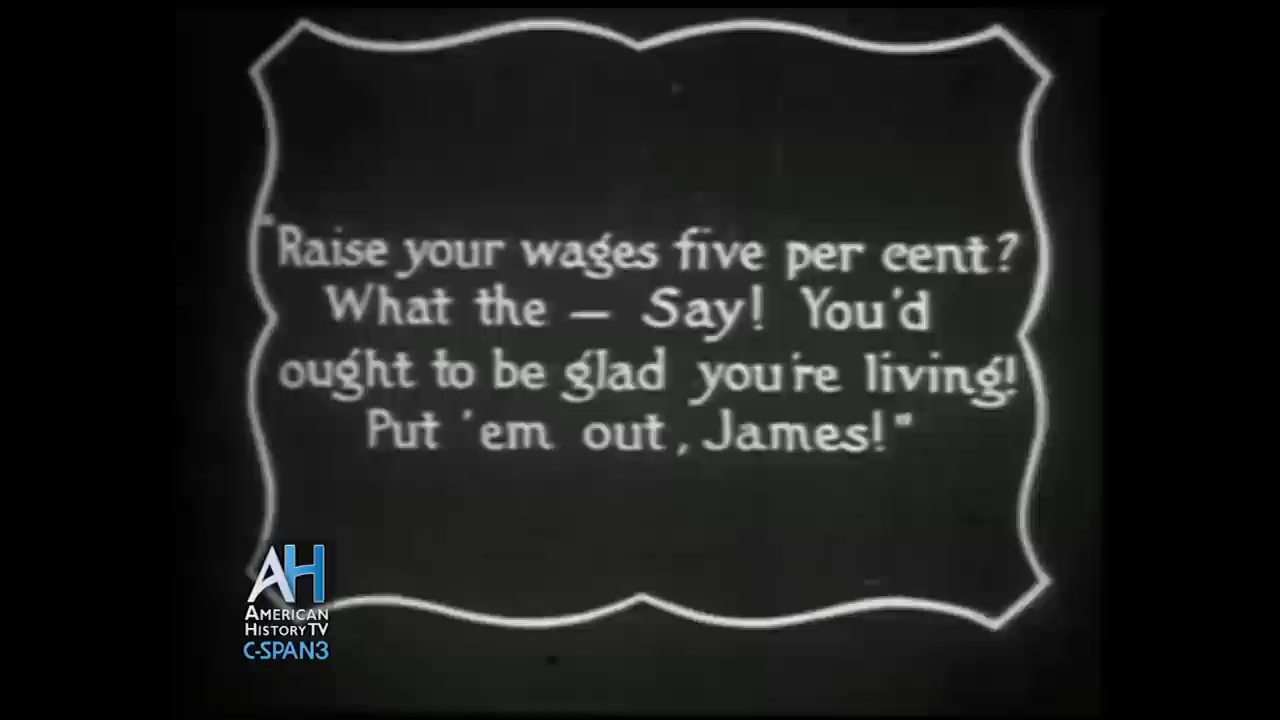 "Raise your wages five per cent?
What the — Say! You'd
ought to be glad you're living!
Put 'em out, James!"
AH
AMERICAN
HISTORY TV
C-SPAN3